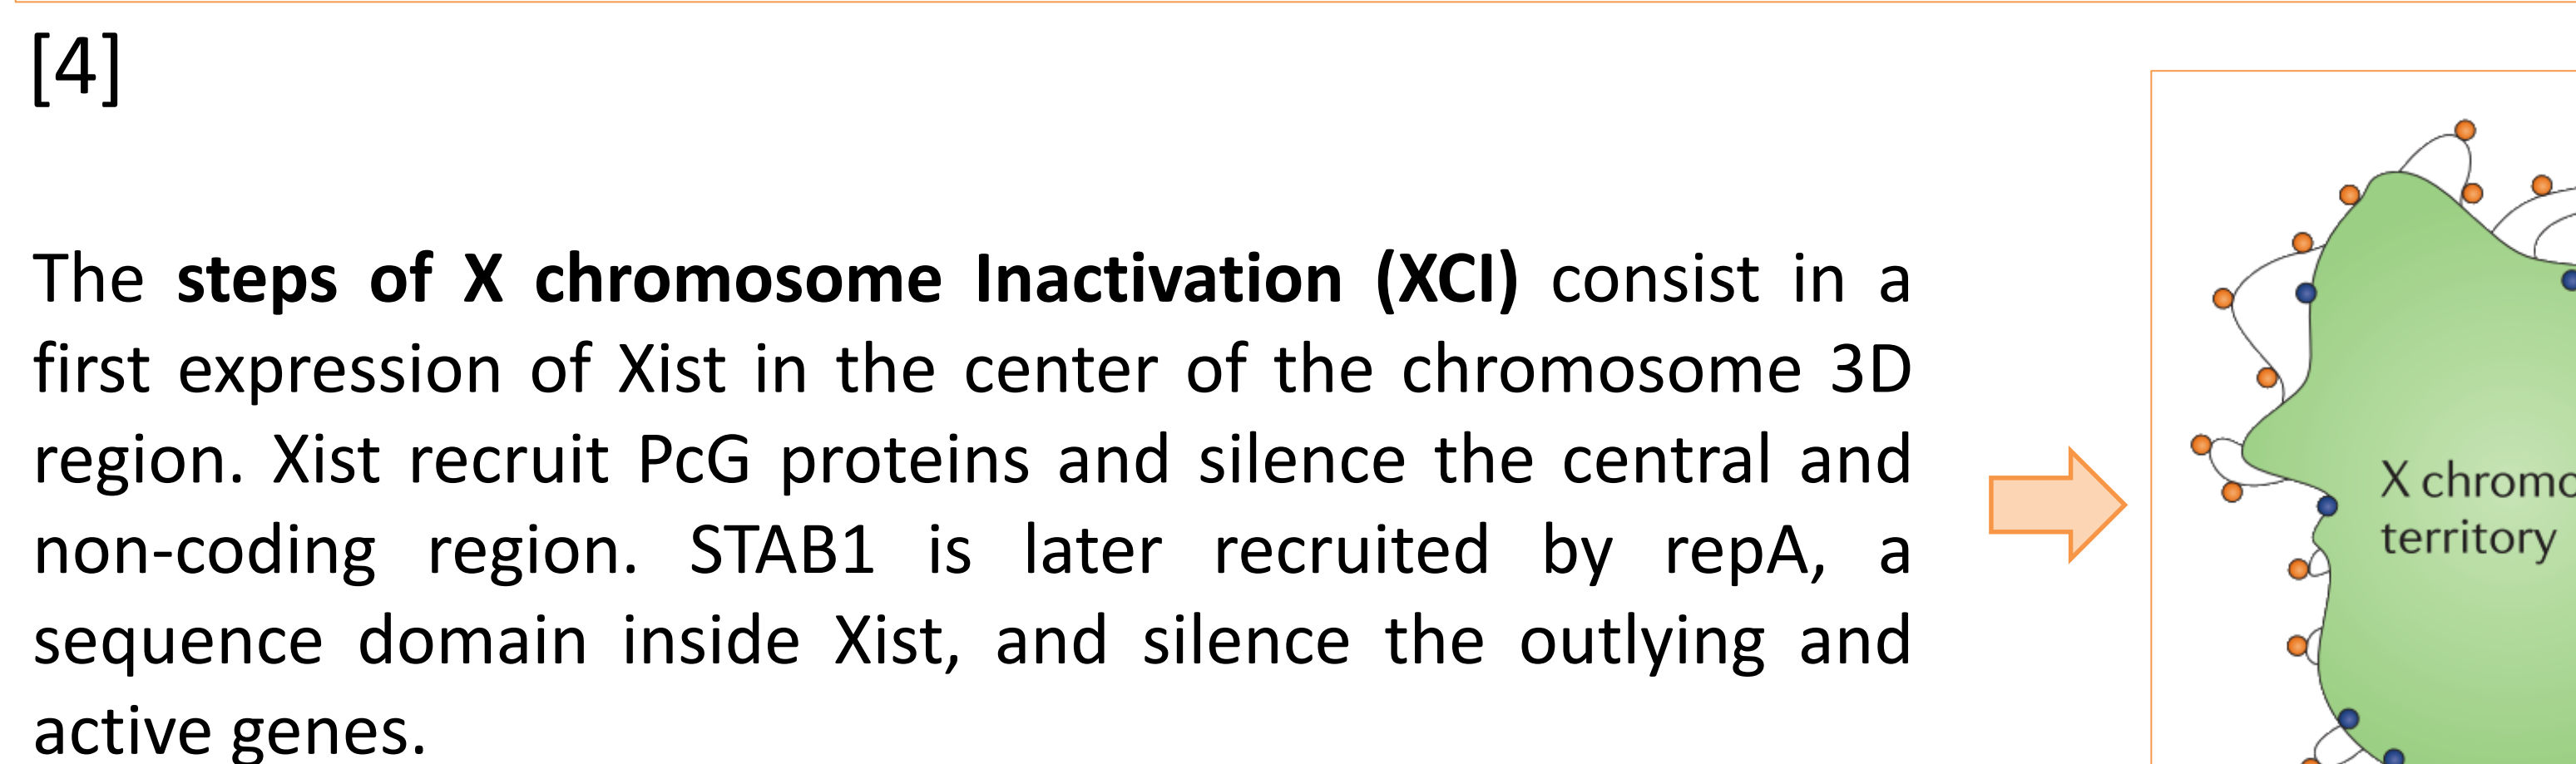 [4]
The steps of X chromosome Inactivation (XCI) consist in a
first expression of Xist in the center of the chromosome 3D
region. Xist recruit PcG proteins and silence the central and
non-coding region. STAB1 is later recruited by repA, a
sequence domain inside Xist, and silence the outlying and
active genes.
X chromo
territory